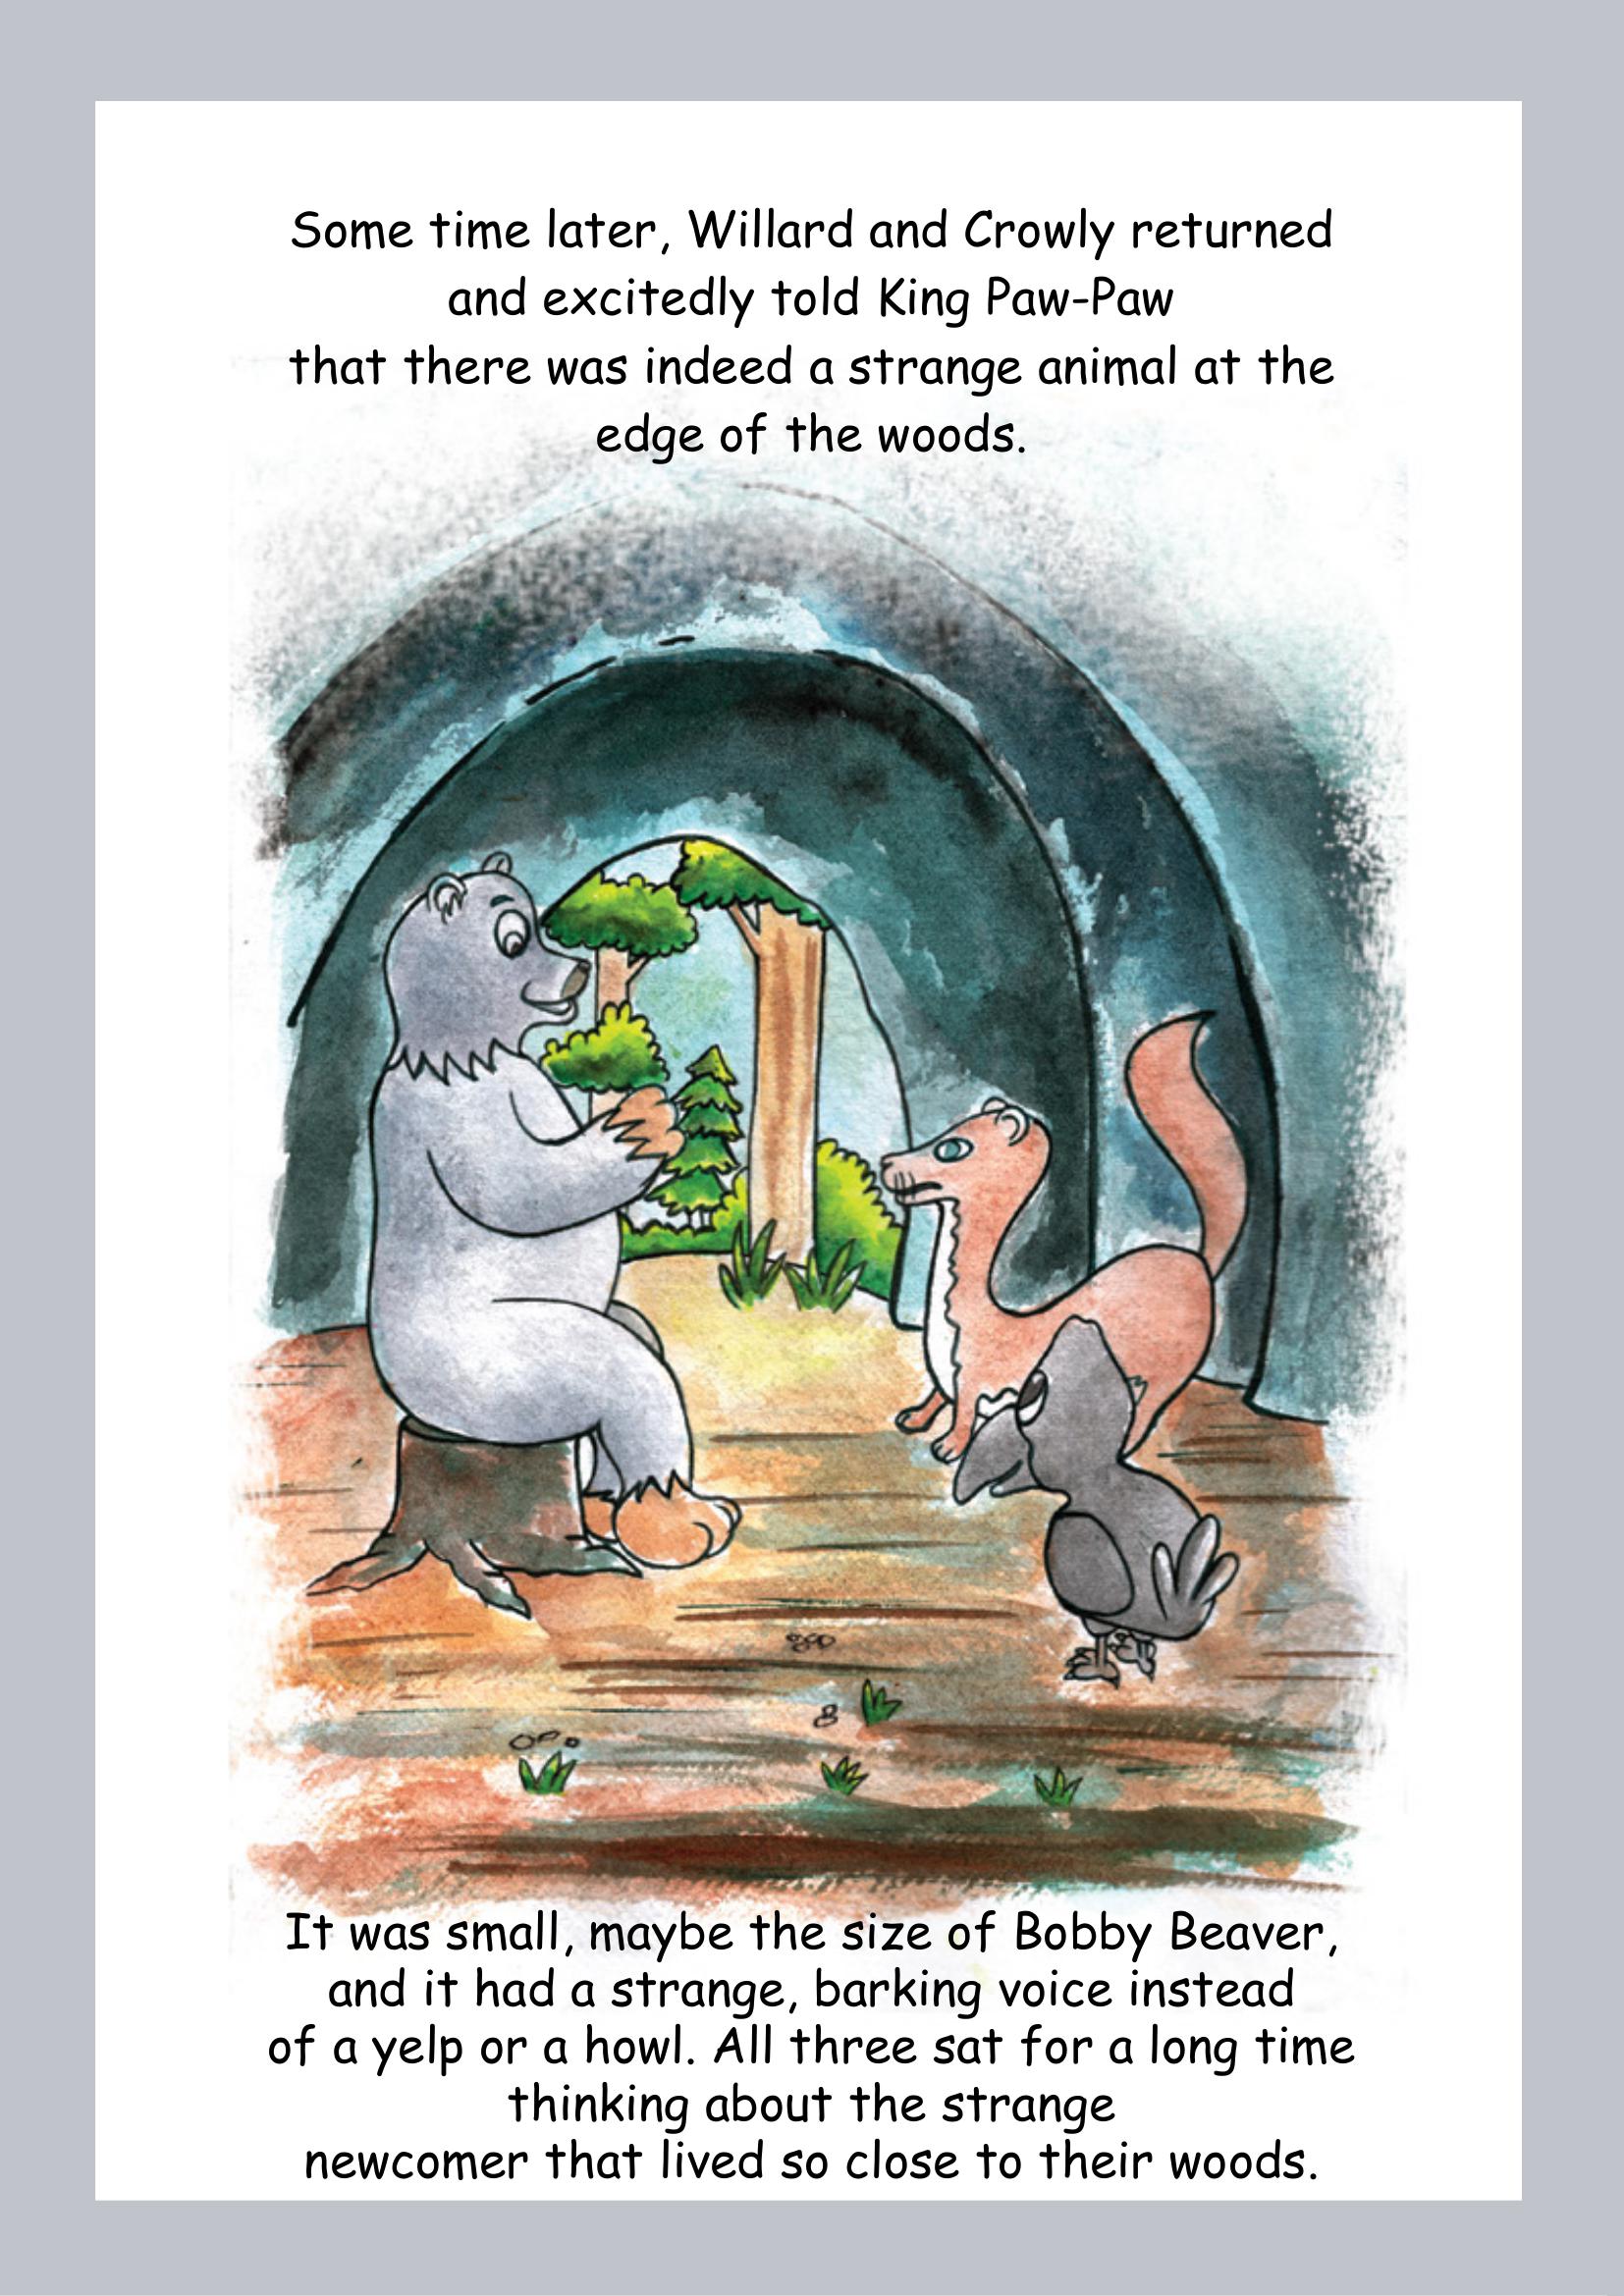 Some time later, Willard and Crowly returned
and excitedly told King Paw-Paw
that there was indeed a strange animal at the
edge of the woods.
It was small, maybe the size of Bobby Beaver,
and it had a strange, barking voice instead
of a yelp or a howl. All three sat for a long time
thinking about the strange
newcomer that lived so close to their woods.